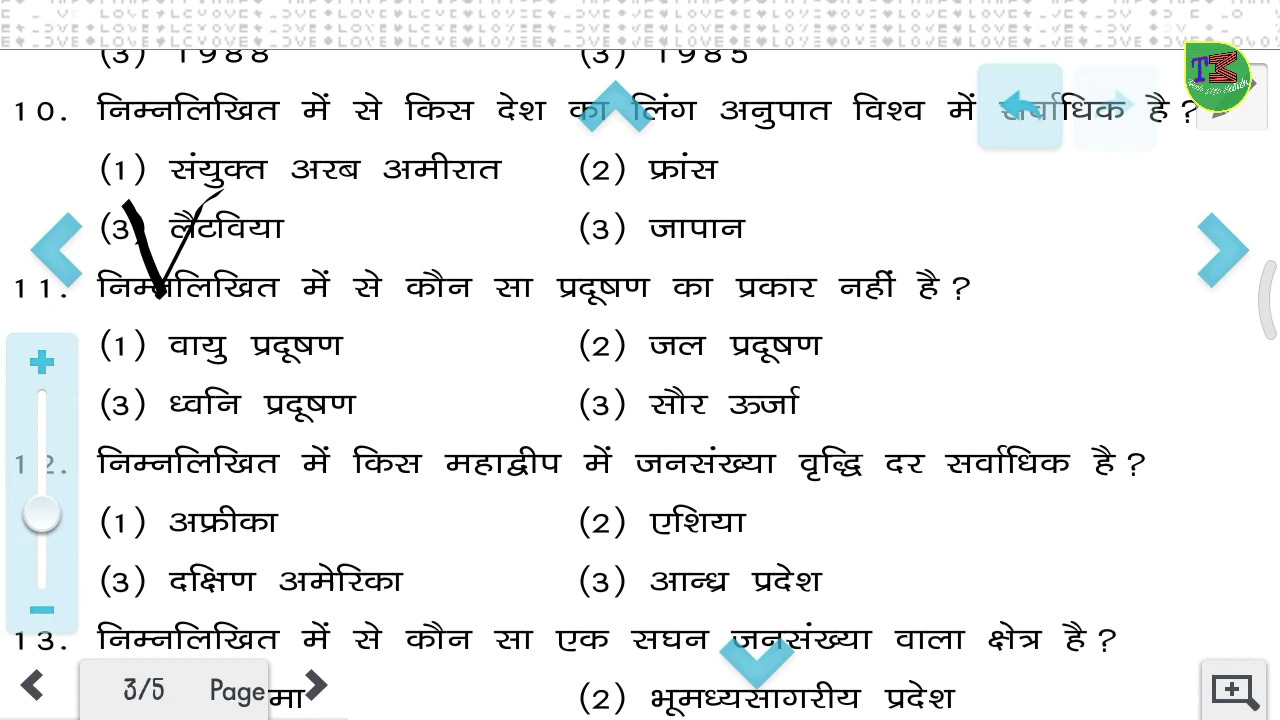 (3) 1988 (3) 1985
10. निम्नलिखित में से किस देश का लिंग अनुपात विश्व में सर्वाधिक है ?
(1) संयुक्त अरब अमीरात (2) फ्रांस
(3) लैटविया (3) जापान
11. निम्नलिखित में से कौन सा प्रदूषण का प्रकार नहीं है ?
(1) वायु प्रदूषण (2) जल प्रदूषण
(3) ध्वनि प्रदूषण (3) सौर ऊर्जा
12. निम्नलिखित में किस महाद्वीप में जनसंख्या वृद्धि दर सर्वाधिक है ?
(1) अफ्रीका (2) एशिया
(3) दक्षिण अमेरिका (3) आन्ध्र प्रदेश
13. निम्नलिखित में से कौन सा एक सघन जनसंख्या वाला क्षेत्र है ?
मा (2) भूमध्यसागरीय प्रदेश
3/5 Page